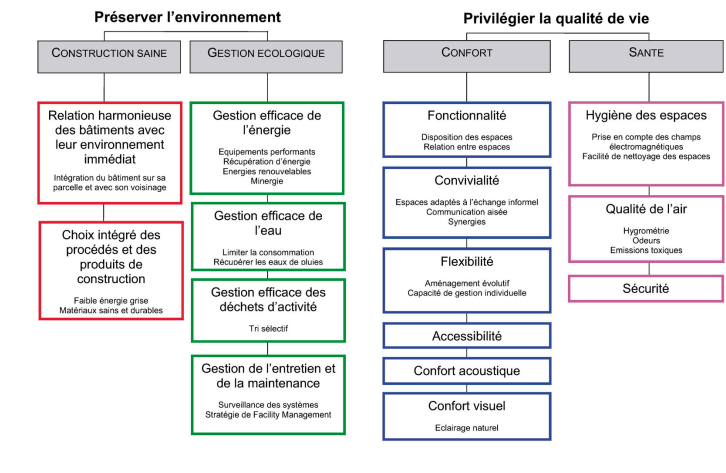 Préserver l'environnement
CONSTRUCTION SAINE
GESTION ECOLOGIQUE
Relation harmonieuse
des bâtiments avec
leur environnement
immédiat
Intégration du bâtiment sur sa
parcelle et avec son voisinage
Choix intégré des
procédés et des
produits de
construction
Faible énergie grise
Matériaux sains et durables
Gestion efficace de
l'énergie
Equipements performants
Récupération d'énergie
Energies renouvelables
Minergie
Gestion efficace de
l'eau
Limiter la consommation
Récupérer les eaux de pluies
Gestion efficace des
déchets d'activité
Tri sélectif
Gestion de l'entretien et
de la maintenance
Surveillance des systèmes
Stratégie de Facility Management
Privilégier la qualité de vie
CONFORT
SANTE
Fonctionnalité
Disposition des espaces
Relation entre espaces
Convivialité
Espaces adaptés à l'échange informel
Communication aisée
Synergies
Flexibilité
Aménagement évolutif
Capacité de gestion individuelle
Accessibilité
Confort acoustique
Confort visuel
Eclairage naturel
Hygiène des espaces
Prise en compte des champs
électromagnétiques
Facilité de nettoyage des espaces
Qualité de l'air
Hygrométrie
Odeurs
Emissions toxiques
Sécurité